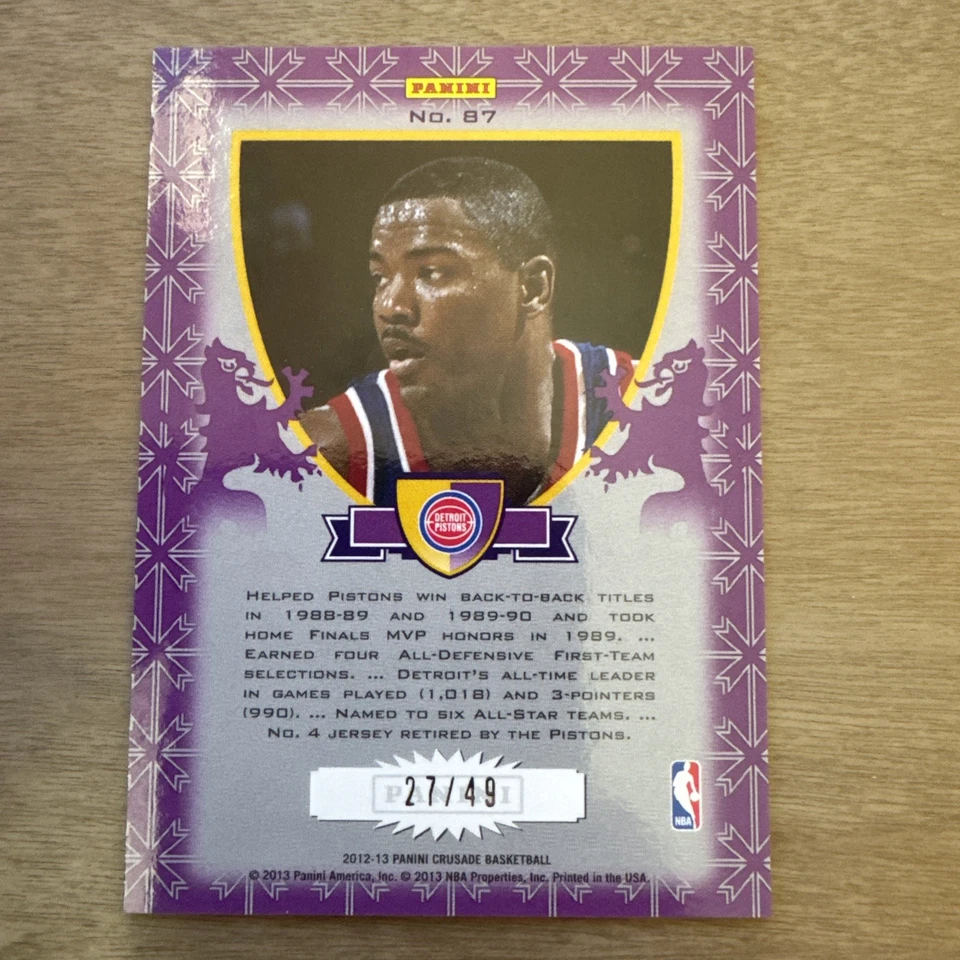 PANINI
No. 87
DETROIT
PISTONS
Helped Pistons win back-to-back titles
in 1988-89 and 1989-90 and took
home Finals MVP honors in 1989. ...
Earned four All-Defensive First-Team
selections. ... Detroit's all-time leader
in games played (1,018) and 3-pointers
(990). ... Named to six All-Star teams. ...
No. 4 jersey retired by the Pistons.
PANINI
27/49
NBA
2012-13 PANINI CRUSADE BASKETBALL
© 2013 Panini America, Inc. © 2013 NBA Properties, Inc. Printed in the USA.